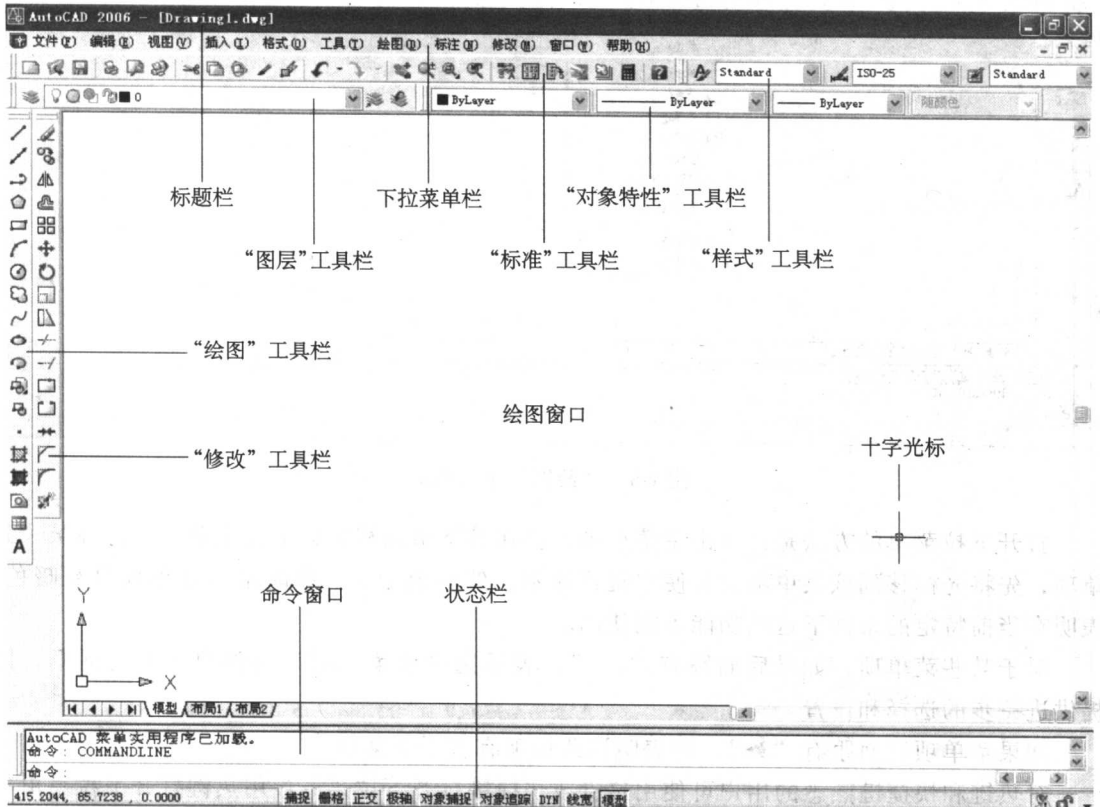 AutoCAD 2006 - [Drawing1.dwg]
文件(F) 编辑(E) 视图(V) 插入(I) 格式(O) 工具(T) 绘图(D) 标注(N) 修改(M) 窗口(W) 帮助(H)
Standard ISO-25 Standard
0 ByLayer ByLayer ByLayer 随颜色
标题栏 下拉菜单栏 “对象特性”工具栏
“图层”工具栏 “标准”工具栏 “样式”工具栏
“绘图”工具栏
绘图窗口
“修改”工具栏
十字光标
A
Y
命令窗口 状态栏
X
模型 布局1 布局2
AutoCAD 菜单实用程序已加载。
命令: COMMANDLINE
命令:
415.2044, 85.7238 , 0.0000 捕捉 栅格 正交 极轴 对象捕捉 对象追踪 DYN 线宽 模型